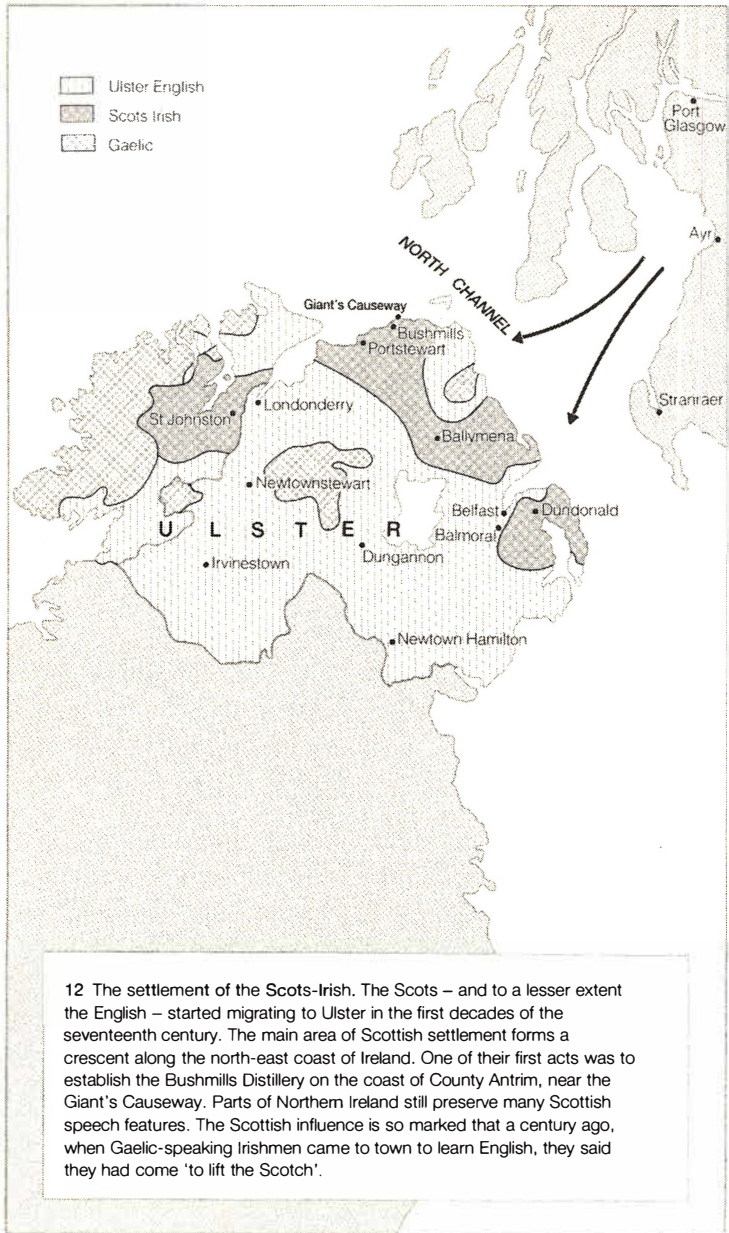 Ulster English
Scots Irish
Gaelic
Port
Glasgow
Ayr
NORTH CHANNEL
Giant's Causeway
Bushmills
Portstewart
Stranraer
St Johnston
Londonderry
Ballymena
Newtownstewart
Belfast
Dundonald
U L S T E R
Balmoral
Dungannon
Irvinestown
Newtown Hamilton
12 The settlement of the Scots-Irish. The Scots – and to a lesser extent
the English – started migrating to Ulster in the first decades of the
seventeenth century. The main area of Scottish settlement forms a
crescent along the north-east coast of Ireland. One of their first acts was to
establish the Bushmills Distillery on the coast of County Antrim, near the
Giant's Causeway. Parts of Northern Ireland still preserve many Scottish
speech features. The Scottish influence is so marked that a century ago,
when Gaelic-speaking Irishmen came to town to learn English, they said
they had come 'to lift the Scotch'.